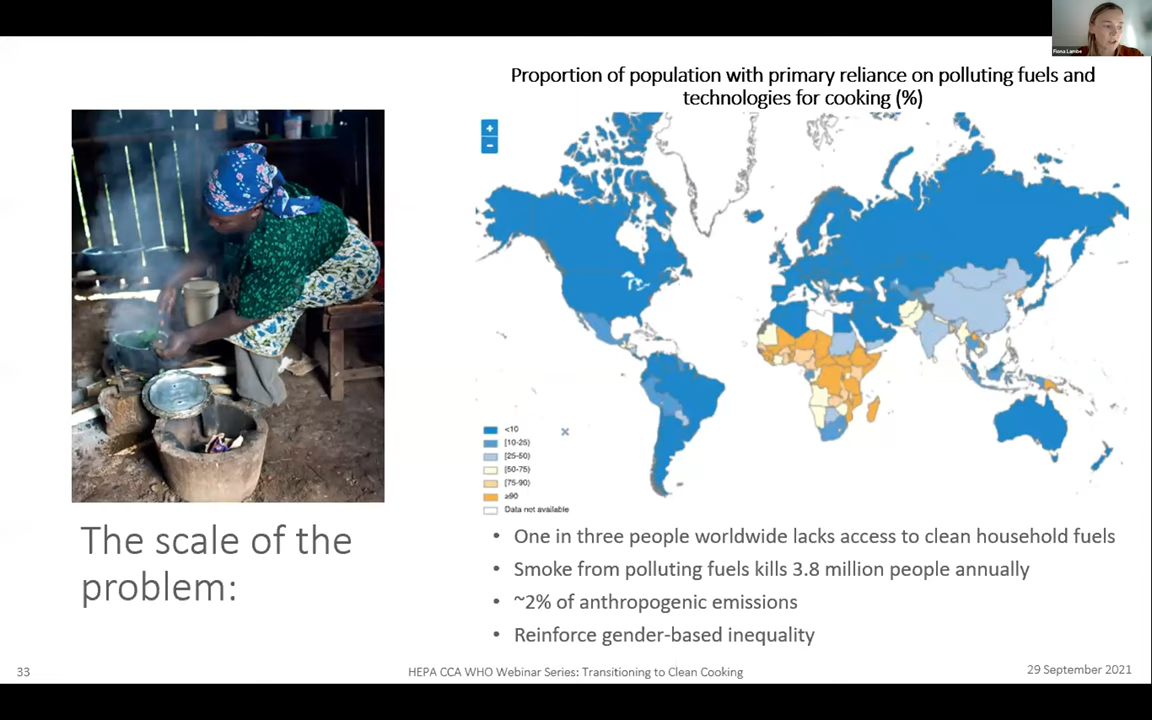 Fiona Lambe
Proportion of population with primary reliance on polluting fuels and
technologies for cooking (%)
+
-
<10
[10-25)
[25-50)
[50-75)
[75-90)
≥90
Data not available
The scale of the
problem:
• One in three people worldwide lacks access to clean household fuels
• Smoke from polluting fuels kills 3.8 million people annually
• ~2% of anthropogenic emissions
• Reinforce gender-based inequality
33
HEPA CCA WHO Webinar Series: Transitioning to Clean Cooking
29 September 2021